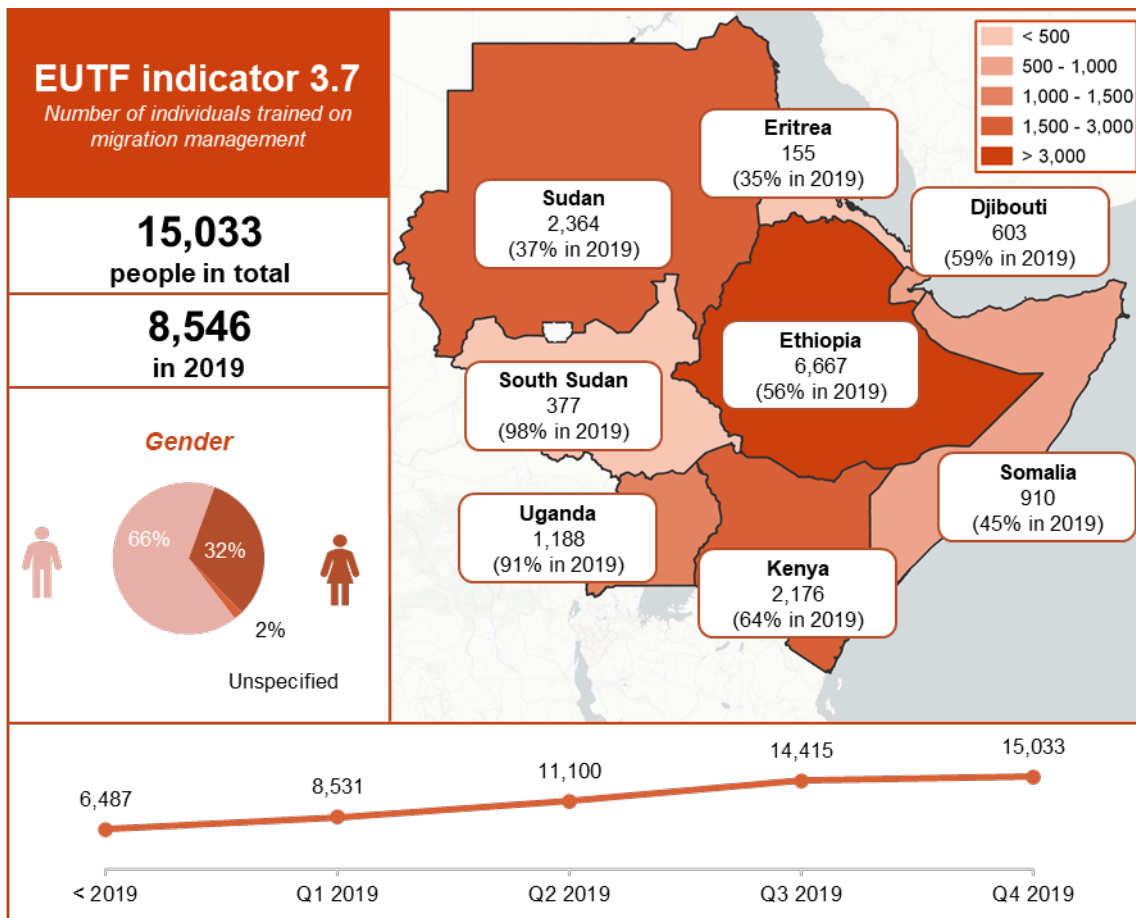 EUTF indicator 3.7
Number of individuals trained on
migration management
15,033
people in total
8,546
in 2019
Gender
66%
32%
2%
Unspecified
< 500
500 - 1,000
1,000 - 1,500
1,500 - 3,000
> 3,000
Eritrea
155
(35% in 2019)
Sudan
2,364
(37% in 2019)
Djibouti
603
(59% in 2019)
Ethiopia
6,667
(56% in 2019)
South Sudan
377
(98% in 2019)
Somalia
910
(45% in 2019)
Uganda
1,188
(91% in 2019)
Kenya
2,176
(64% in 2019)
6,487
8,531
11,100
14,415
15,033
< 2019
Q1 2019
Q2 2019
Q3 2019
Q4 2019